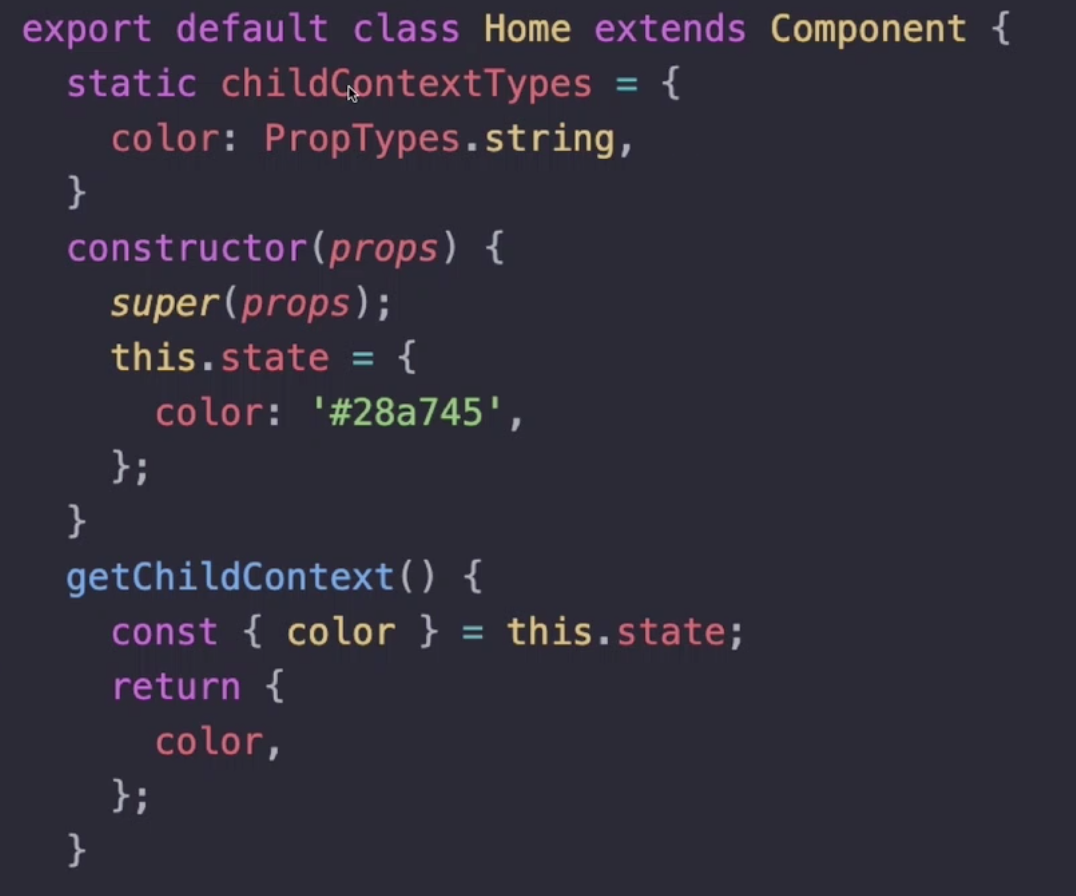 export default class Home extends Component {
  static childContextTypes = {
    color: PropTypes.string,
  }
  constructor(props) {
    super(props);
    this.state = {
      color: '#28a745',
    };
  }
  getChildContext() {
    const { color } = this.state;
    return {
      color,
    };
  }